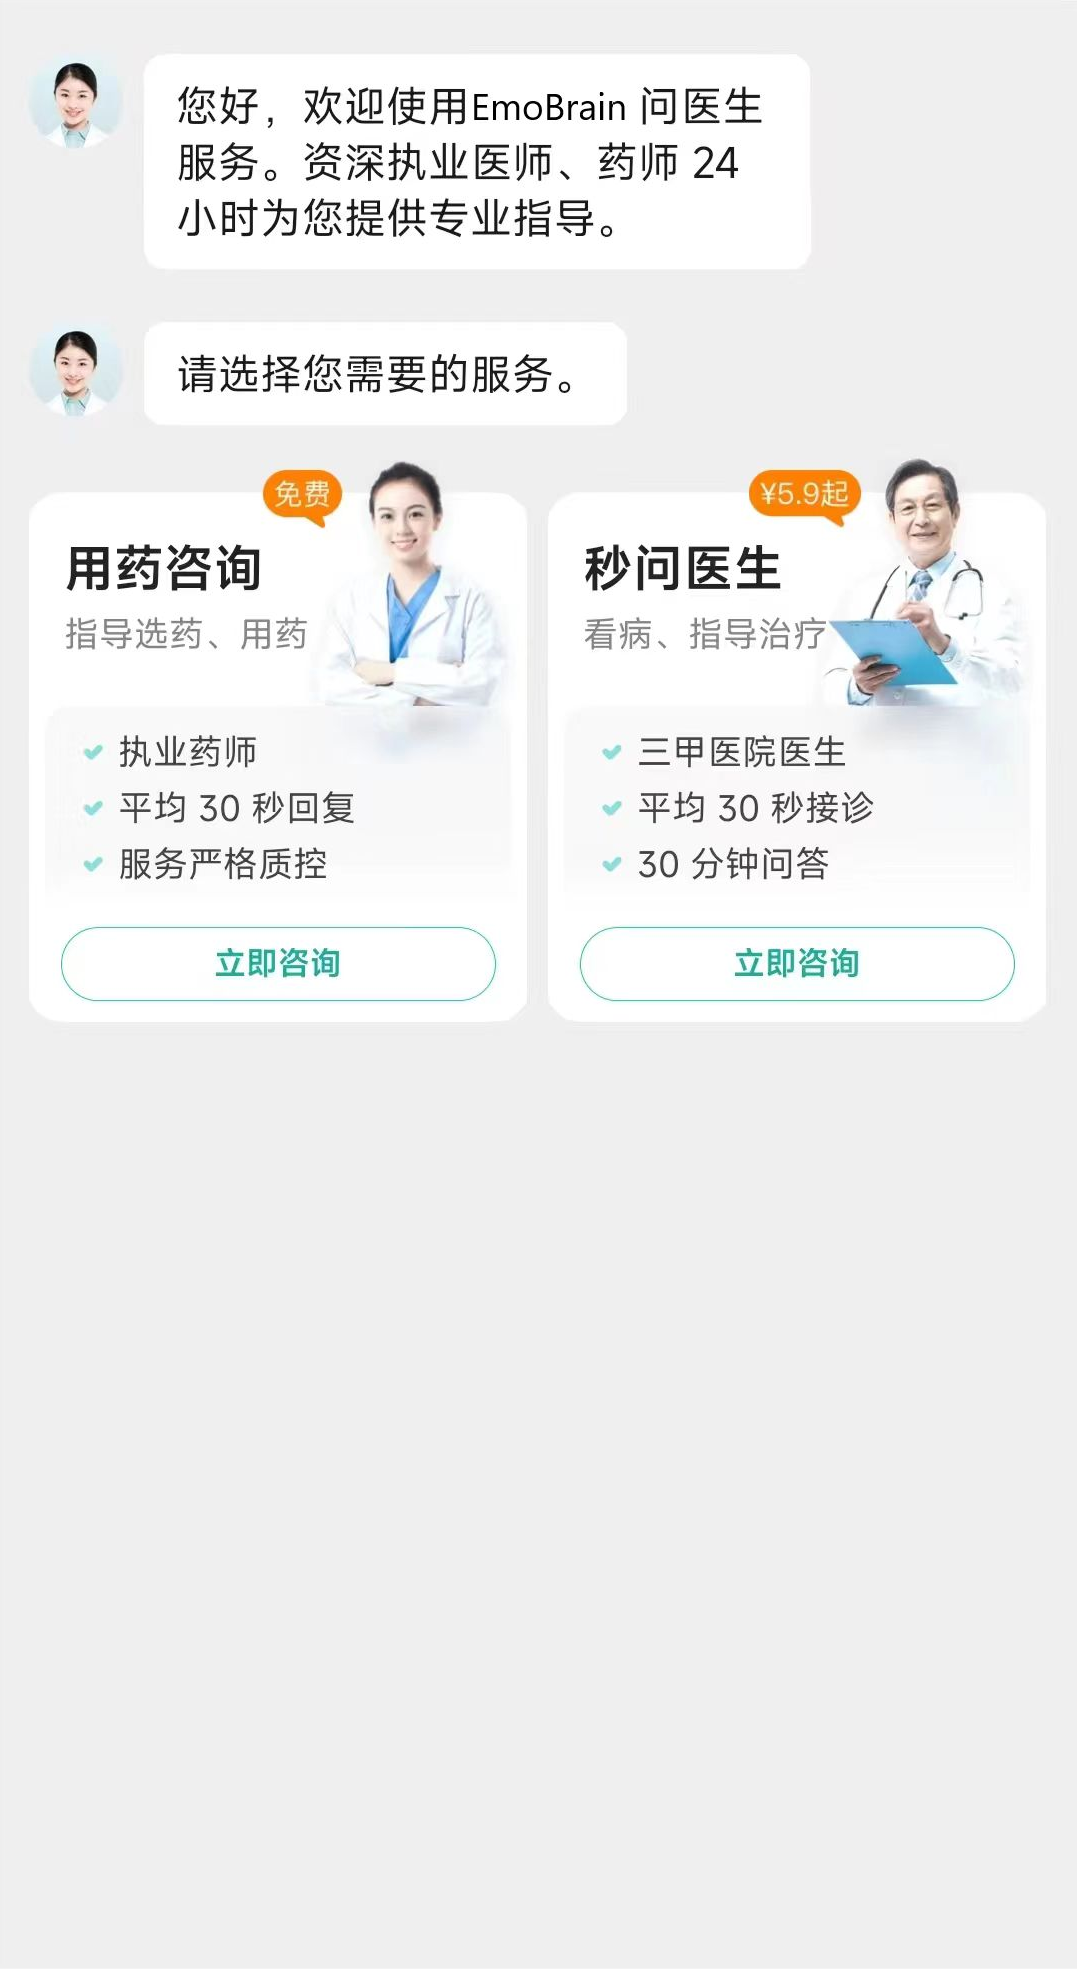 您好，欢迎使用EmoBrain 问医生
服务。资深执业医师、药师 24
小时为您提供专业指导。
请选择您需要的服务。
免费
用药咨询
指导选药、用药
执业药师
平均 30 秒回复
服务严格质控
立即咨询
¥5.9起
秒问医生
看病、指导治疗
三甲医院医生
平均 30 秒接诊
30 分钟问答
立即咨询